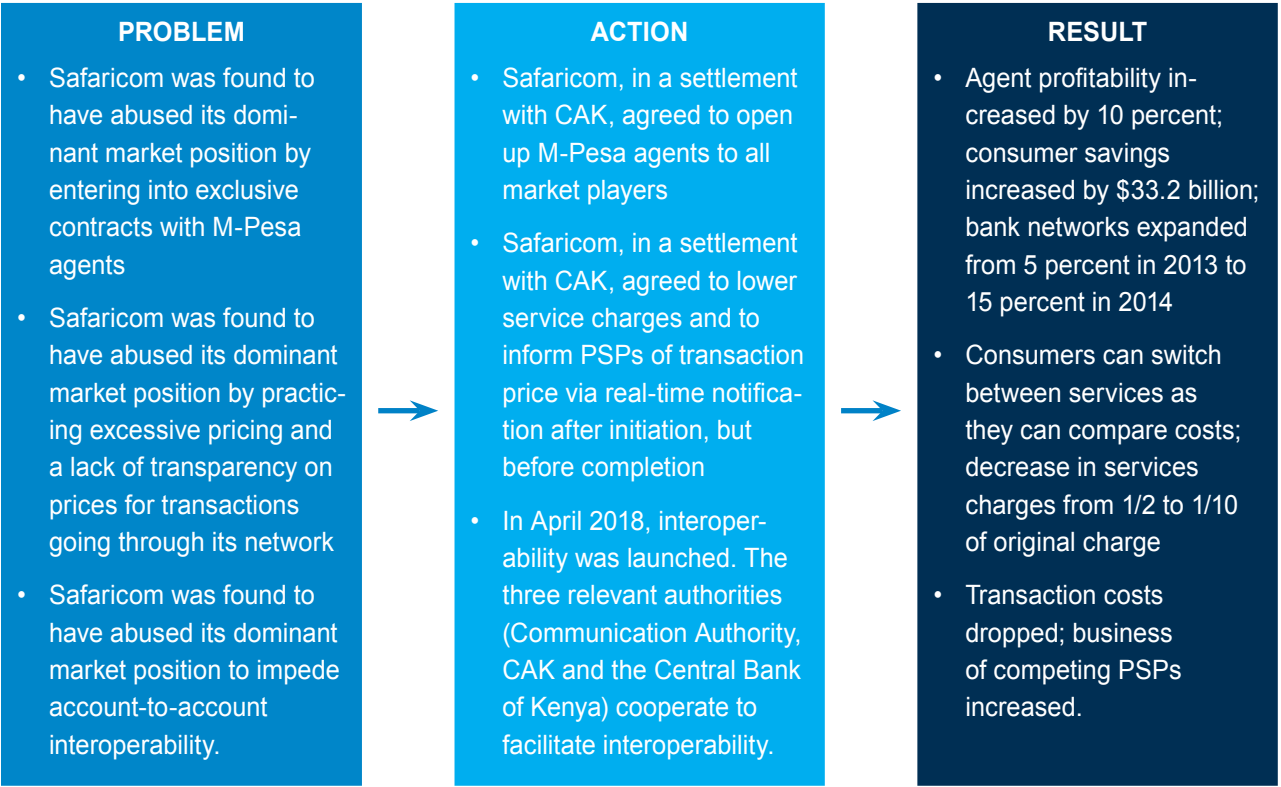 PROBLEM
• Safaricom was found to
have abused its domi-
nant market position by
entering into exclusive
contracts with M-Pesa
agents
• Safaricom was found to
have abused its dominant
market position by practic-
ing excessive pricing and
a lack of transparency on
prices for transactions
going through its network
• Safaricom was found to
have abused its dominant
market position to impede
account-to-account
interoperability.
ACTION
• Safaricom, in a settlement
with CAK, agreed to open
up M-Pesa agents to all
market players
• Safaricom, in a settlement
with CAK, agreed to lower
service charges and to
inform PSPs of transaction
price via real-time notifica-
tion after initiation, but
before completion
• In April 2018, interoper-
ability was launched. The
three relevant authorities
(Communication Authority,
CAK and the Central Bank
of Kenya) cooperate to
facilitate interoperability.
RESULT
• Agent profitability in-
creased by 10 percent;
consumer savings
increased by $33.2 billion;
bank networks expanded
from 5 percent in 2013 to
15 percent in 2014
• Consumers can switch
between services as
they can compare costs;
decrease in services
charges from 1/2 to 1/10
of original charge
• Transaction costs
dropped; business
of competing PSPs
increased.